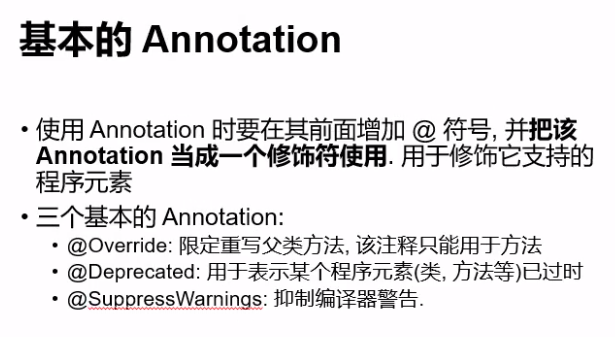 基本的 Annotation
• 使用 Annotation 时要在其前面增加 @ 符号, 并把该
Annotation 当成一个修饰符使用. 用于修饰它支持的
程序元素
• 三个基本的 Annotation:
• @Override: 限定重写父类方法, 该注释只能用于方法
• @Deprecated: 用于表示某个程序元素(类, 方法等)已过时
• @SuppressWarnings: 抑制编译器警告.